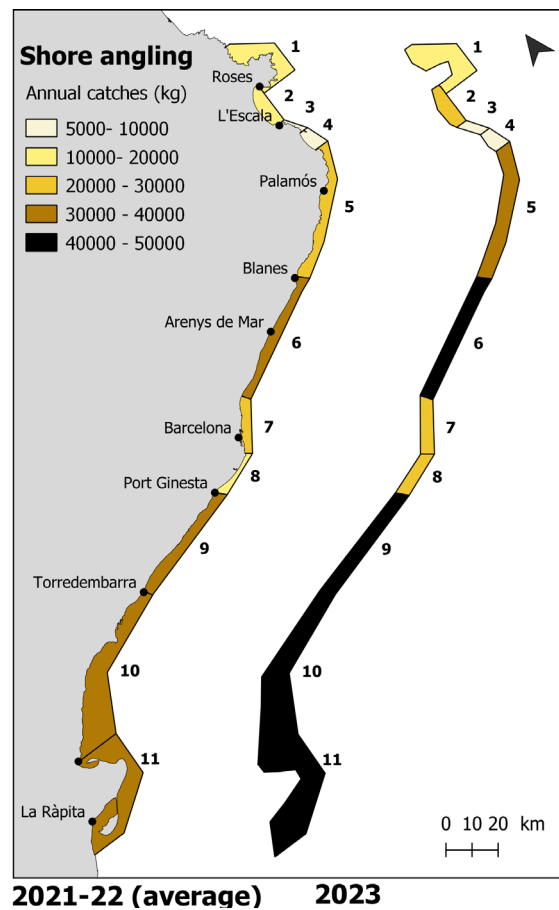 Shore angling
Annual catches (kg)
5000- 10000
10000- 20000
20000 - 30000
30000 - 40000
40000 - 50000
Roses
L'Escala
Palamós
Blanes
Arenys de Mar
Barcelona
Port Ginesta
Torredembarra
La Ràpita
1
2
3
4
5
6
7
8
9
10
11
1
2
3
4
5
6
7
8
9
10
11
0 10 20 km
2021-22 (average)
2023